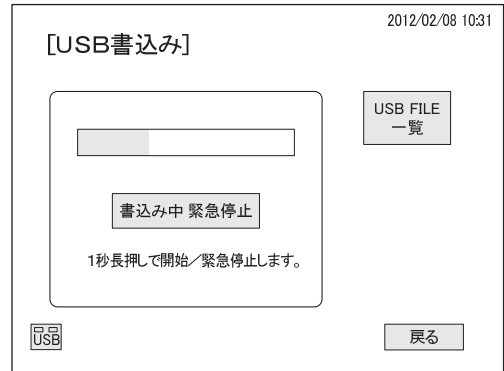 2012/02/08 10:31
[USB書込み]
USB FILE
一覧
書込み中 緊急停止
1秒長押しで開始／緊急停止します。
USB
戻る